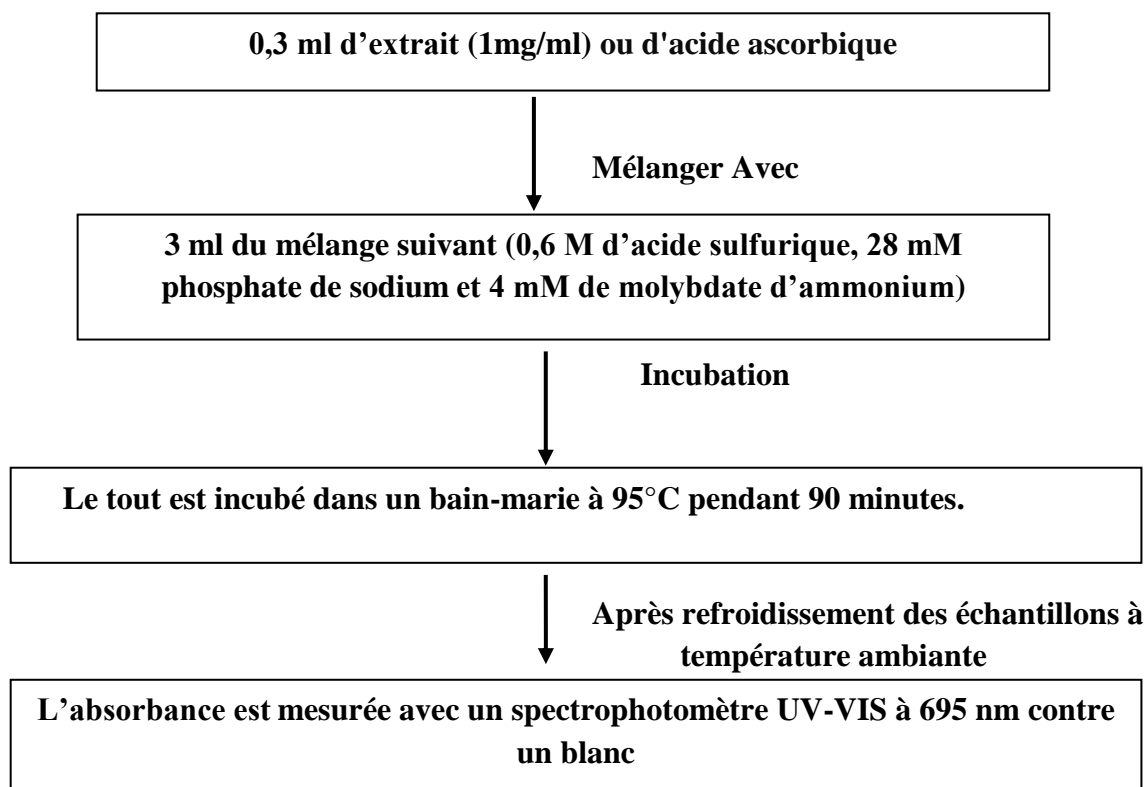 0,3 ml d’extrait (1mg/ml) ou d'acide ascorbique
Mélanger Avec
3 ml du mélange suivant (0,6 M d’acide sulfurique, 28 mM
phosphate de sodium et 4 mM de molybdate d’ammonium)
Incubation
Le tout est incubé dans un bain-marie à 95°C pendant 90 minutes.
Après refroidissement des échantillons à
température ambiante
L’absorbance est mesurée avec un spectrophotomètre UV-VIS à 695 nm contre
un blanc